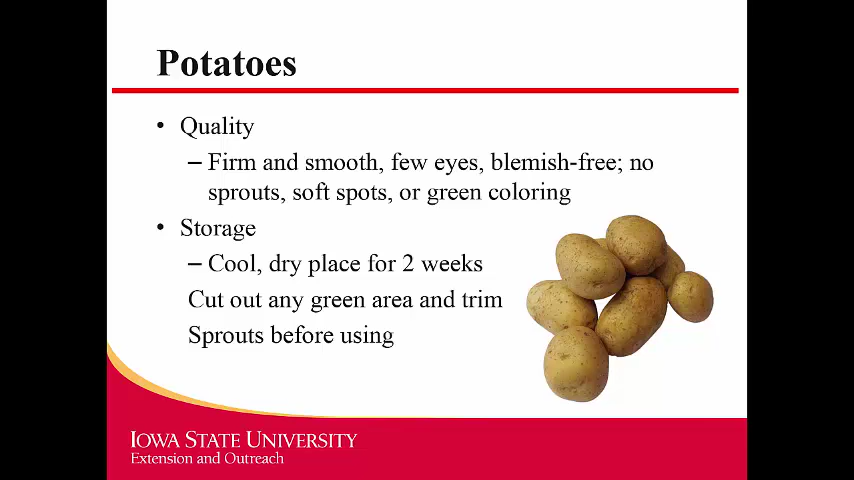 Potatoes
• Quality
– Firm and smooth, few eyes, blemish-free; no
sprouts, soft spots, or green coloring
• Storage
– Cool, dry place for 2 weeks
Cut out any green area and trim
Sprouts before using
IOWA STATE UNIVERSITY
Extension and Outreach